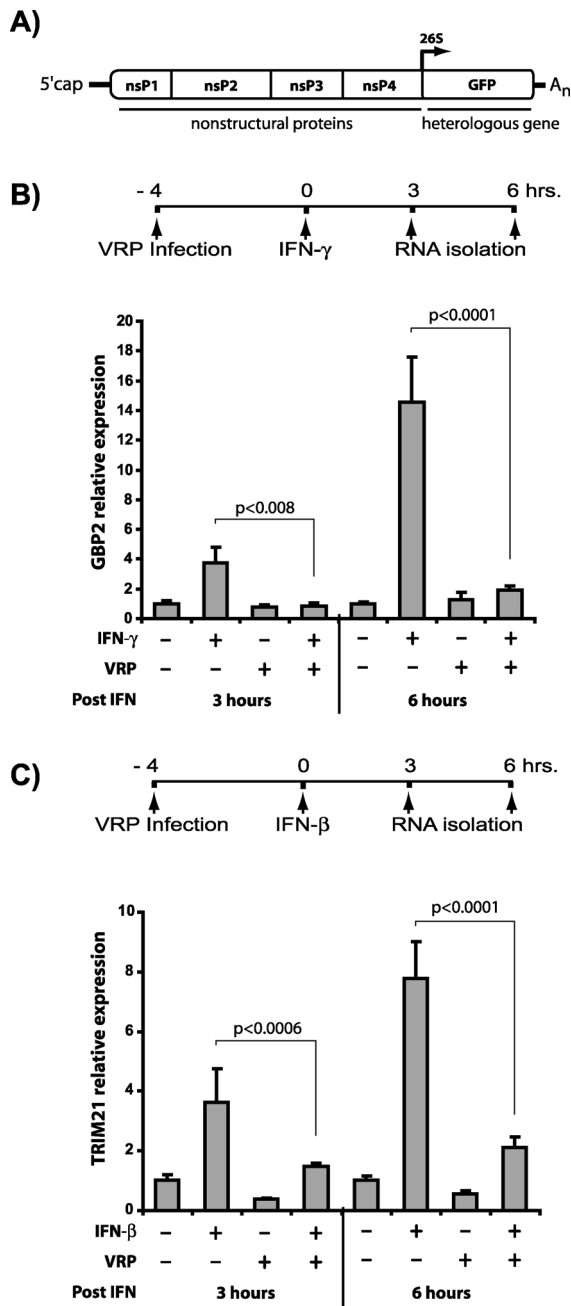 A)
26S
5'cap nsP1 nsP2 nsP3 nsP4 GFP An
nonstructural proteins heterologous gene
B)
- 4 0 3 6 hrs.
VRP Infection IFN-γ RNA isolation
GBP2 relative expression
20
18
16
14
12
10
8
6
4
2
0
p<0.0001
p<0.008
IFN-γ – + – + – + – +
VRP – – + + – – + +
Post IFN 3 hours 6 hours
C)
- 4 0 3 6 hrs.
VRP Infection IFN-β RNA isolation
TRIM21 relative expression
10
8
6
4
2
0
p<0.0001
p<0.0006
IFN-β – + – + – + – +
VRP – – + + – – + +
Post IFN 3 hours 6 hours